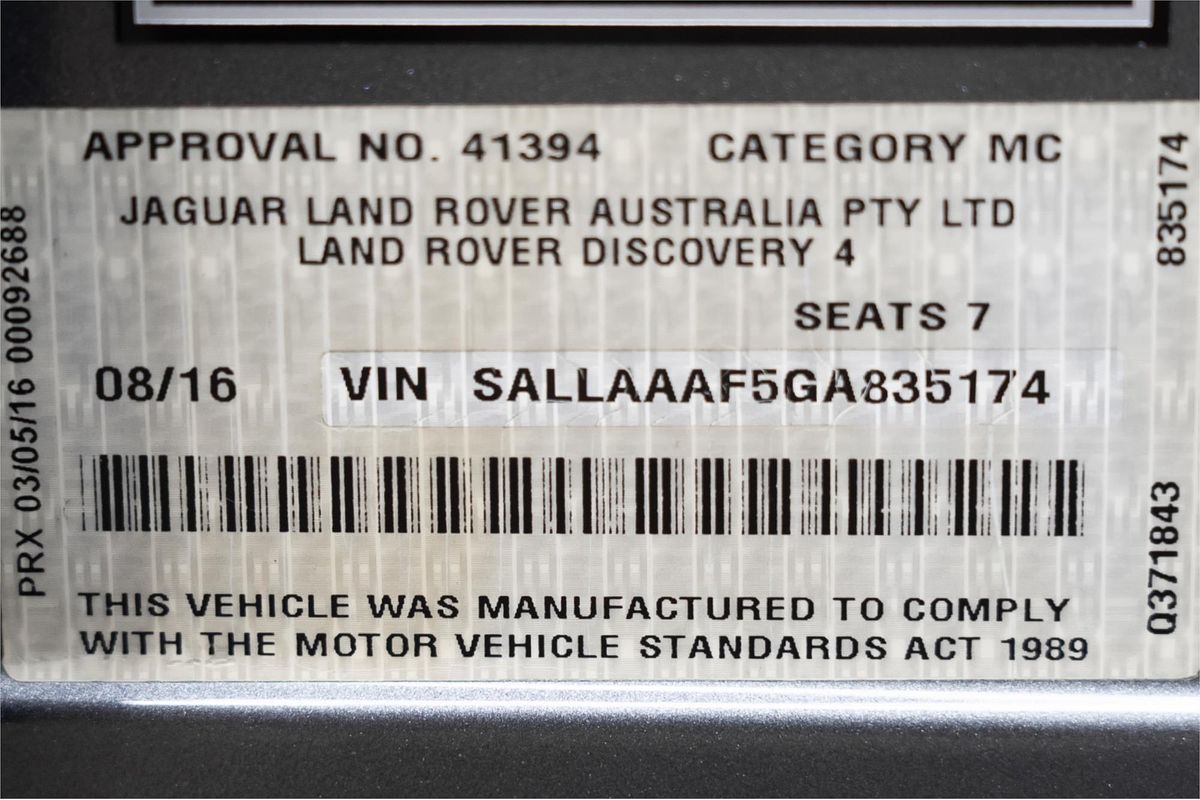 APPROVAL NO. 41394 CATEGORY MC
JAGUAR LAND ROVER AUSTRALIA PTY LTD
LAND ROVER DISCOVERY 4
SEATS 7
08/16 VIN SALLAAAF5GA835174
THIS VEHICLE WAS MANUFACTURED TO COMPLY
WITH THE MOTOR VEHICLE STANDARDS ACT 1989
PRX 03/05/16 00092688
835174
Q371843